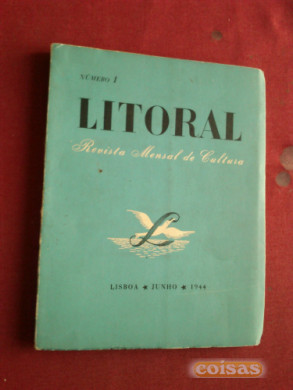 NÚMERO 1
LITORAL
Revista Mensal de Cultura
L
LISBOA ★ JUNHO ★ 1944
coisas